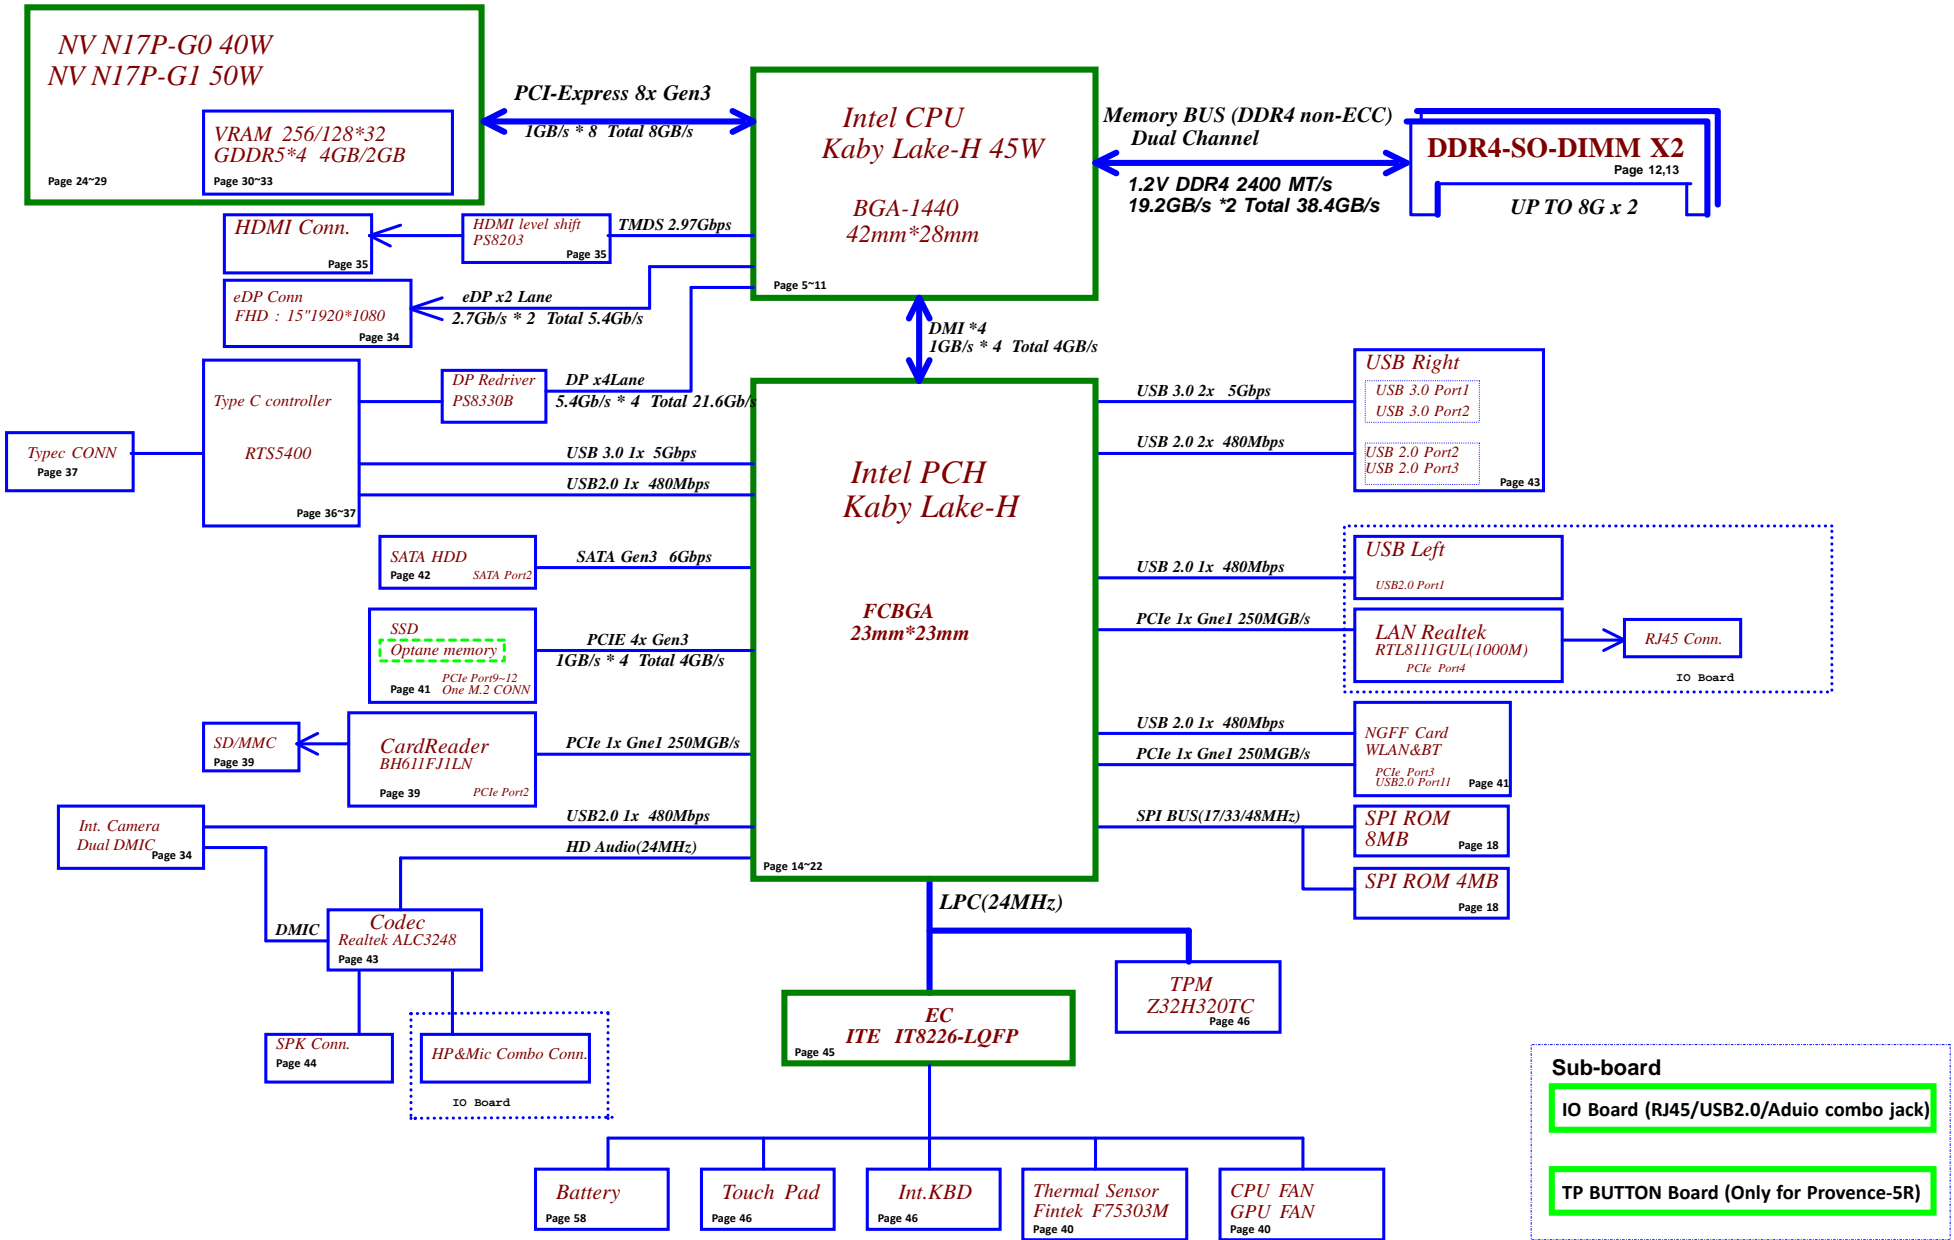 NV N17P-G0 40W
NV N17P-G1 50W
VRAM 256/128*32
GDDR5*4 4GB/2GB
Page 24~29
Page 30~33
PCI-Express 8x Gen3
1GB/s * 8 Total 8GB/s
Intel CPU
Kaby Lake-H 45W
BGA-1440
42mm*28mm
Page 5~11
Memory BUS (DDR4 non-ECC)
Dual Channel
1.2V DDR4 2400 MT/s
19.2GB/s *2 Total 38.4GB/s
DDR4-SO-DIMM X2
Page 12,13
UP TO 8G x 2
HDMI Conn.
Page 35
HDMI level shift
PS8203
Page 35
TMDS 2.97Gbps
eDP Conn
FHD : 15"1920*1080
Page 34
eDP x2 Lane
2.7Gb/s * 2 Total 5.4Gb/s
DMI *4
1GB/s * 4 Total 4GB/s
Type C controller
RTS5400
Page 36~37
Typec CONN
Page 37
DP Redriver
PS8330B
DP x4Lane
5.4Gb/s * 4 Total 21.6Gb/s
USB 3.0 1x 5Gbps
USB2.0 1x 480Mbps
Intel PCH
Kaby Lake-H
FCBGA
23mm*23mm
Page 14~22
USB 3.0 2x 5Gbps
USB 2.0 2x 480Mbps
USB Right
USB 3.0 Port1
USB 3.0 Port2
USB 2.0 Port2
USB 2.0 Port3
Page 43
SATA HDD
Page 42
SATA Port2
SATA Gen3 6Gbps
SSD
Optane memory
PCIe Port9~12
Page 41
One M.2 CONN
PCIE 4x Gen3
1GB/s * 4 Total 4GB/s
USB 2.0 1x 480Mbps
USB Left
USB2.0 Port1
PCIe 1x Gne1 250MGB/s
LAN Realtek
RTL8111GUL(1000M)
PCIe Port4
RJ45 Conn.
IO Board
SD/MMC
Page 39
CardReader
BH611FJ1LN
Page 39
PCIe Port2
PCIe 1x Gne1 250MGB/s
USB 2.0 1x 480Mbps
PCIe 1x Gne1 250MGB/s
NGFF Card
WLAN&BT
PCIe Port3
USB2.0 Port11
Page 41
Int. Camera
Dual DMIC
Page 34
USB2.0 1x 480Mbps
HD Audio(24MHz)
SPI BUS(17/33/48MHz)
SPI ROM
8MB
Page 18
SPI ROM 4MB
Page 18
DMIC
Codec
Realtek ALC3248
Page 43
LPC(24MHz)
TPM
Z32H320TC
Page 46
EC
ITE IT8226-LQFP
Page 45
SPK Conn.
Page 44
HP&Mic Combo Conn.
IO Board
Battery
Page 58
Touch Pad
Page 46
Int.KBD
Page 46
Thermal Sensor
Fintek F75303M
Page 40
CPU FAN
GPU FAN
Page 40
Sub-board
IO Board (RJ45/USB2.0/Aduio combo jack)
TP BUTTON Board (Only for Provence-5R)